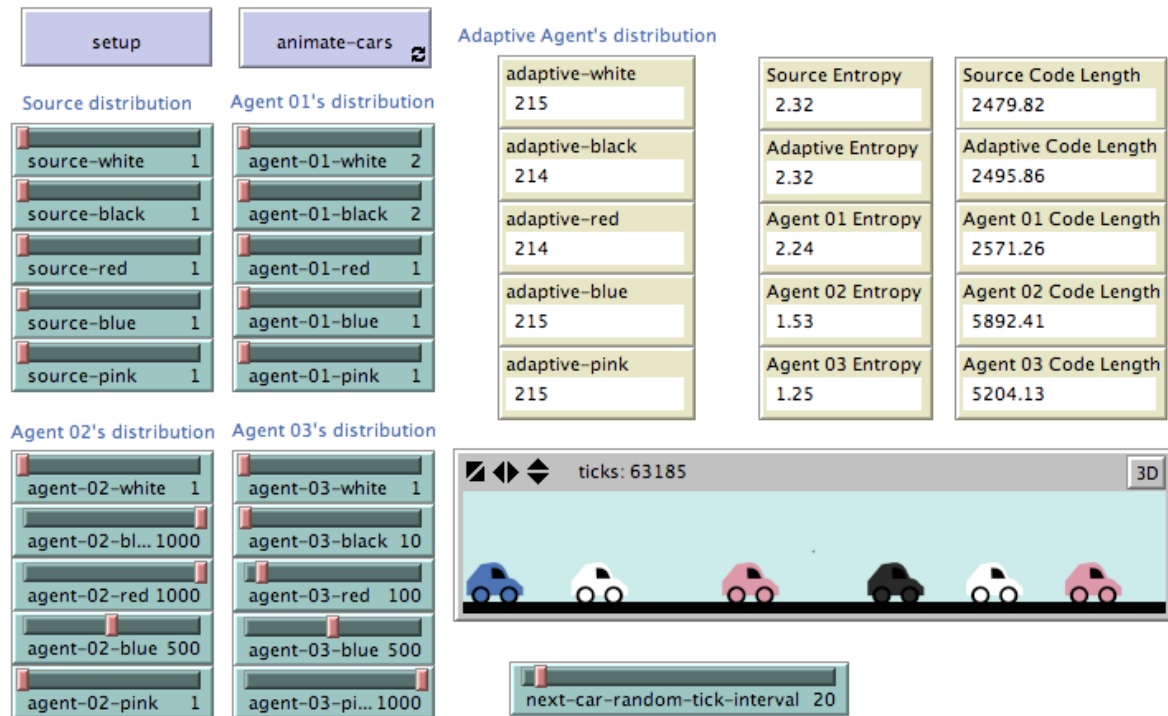 setup
animate-cars
Adaptive Agent's distribution
Source distribution
Agent 01's distribution
source-white 1
source-black 1
source-red 1
source-blue 1
source-pink 1
agent-01-white 2
agent-01-black 2
agent-01-red 1
agent-01-blue 1
agent-01-pink 1
adaptive-white
215
adaptive-black
214
adaptive-red
214
adaptive-blue
215
adaptive-pink
215
Source Entropy
2.32
Adaptive Entropy
2.32
Agent 01 Entropy
2.24
Agent 02 Entropy
1.53
Agent 03 Entropy
1.25
Source Code Length
2479.82
Adaptive Code Length
2495.86
Agent 01 Code Length
2571.26
Agent 02 Code Length
5892.41
Agent 03 Code Length
5204.13
Agent 02's distribution
Agent 03's distribution
agent-02-white 1
agent-02-bl... 1000
agent-02-red 1000
agent-02-blue 500
agent-02-pink 1
agent-03-white 1
agent-03-black 10
agent-03-red 100
agent-03-blue 500
agent-03-pi... 1000
ticks: 63185
3D
next-car-random-tick-interval 20